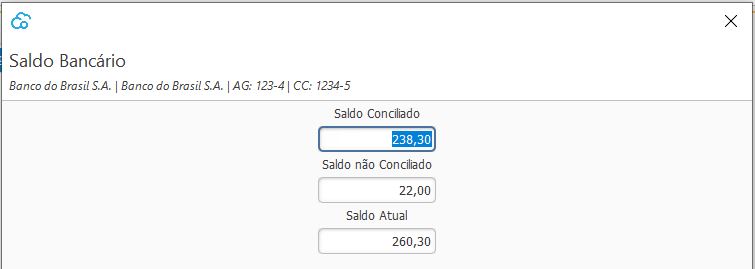 Saldo Bancário
Banco do Brasil S.A. | Banco do Brasil S.A. | AG: 123-4 | CC: 1234-5
Saldo Conciliado
238,30
Saldo não Conciliado
22,00
Saldo Atual
260,30